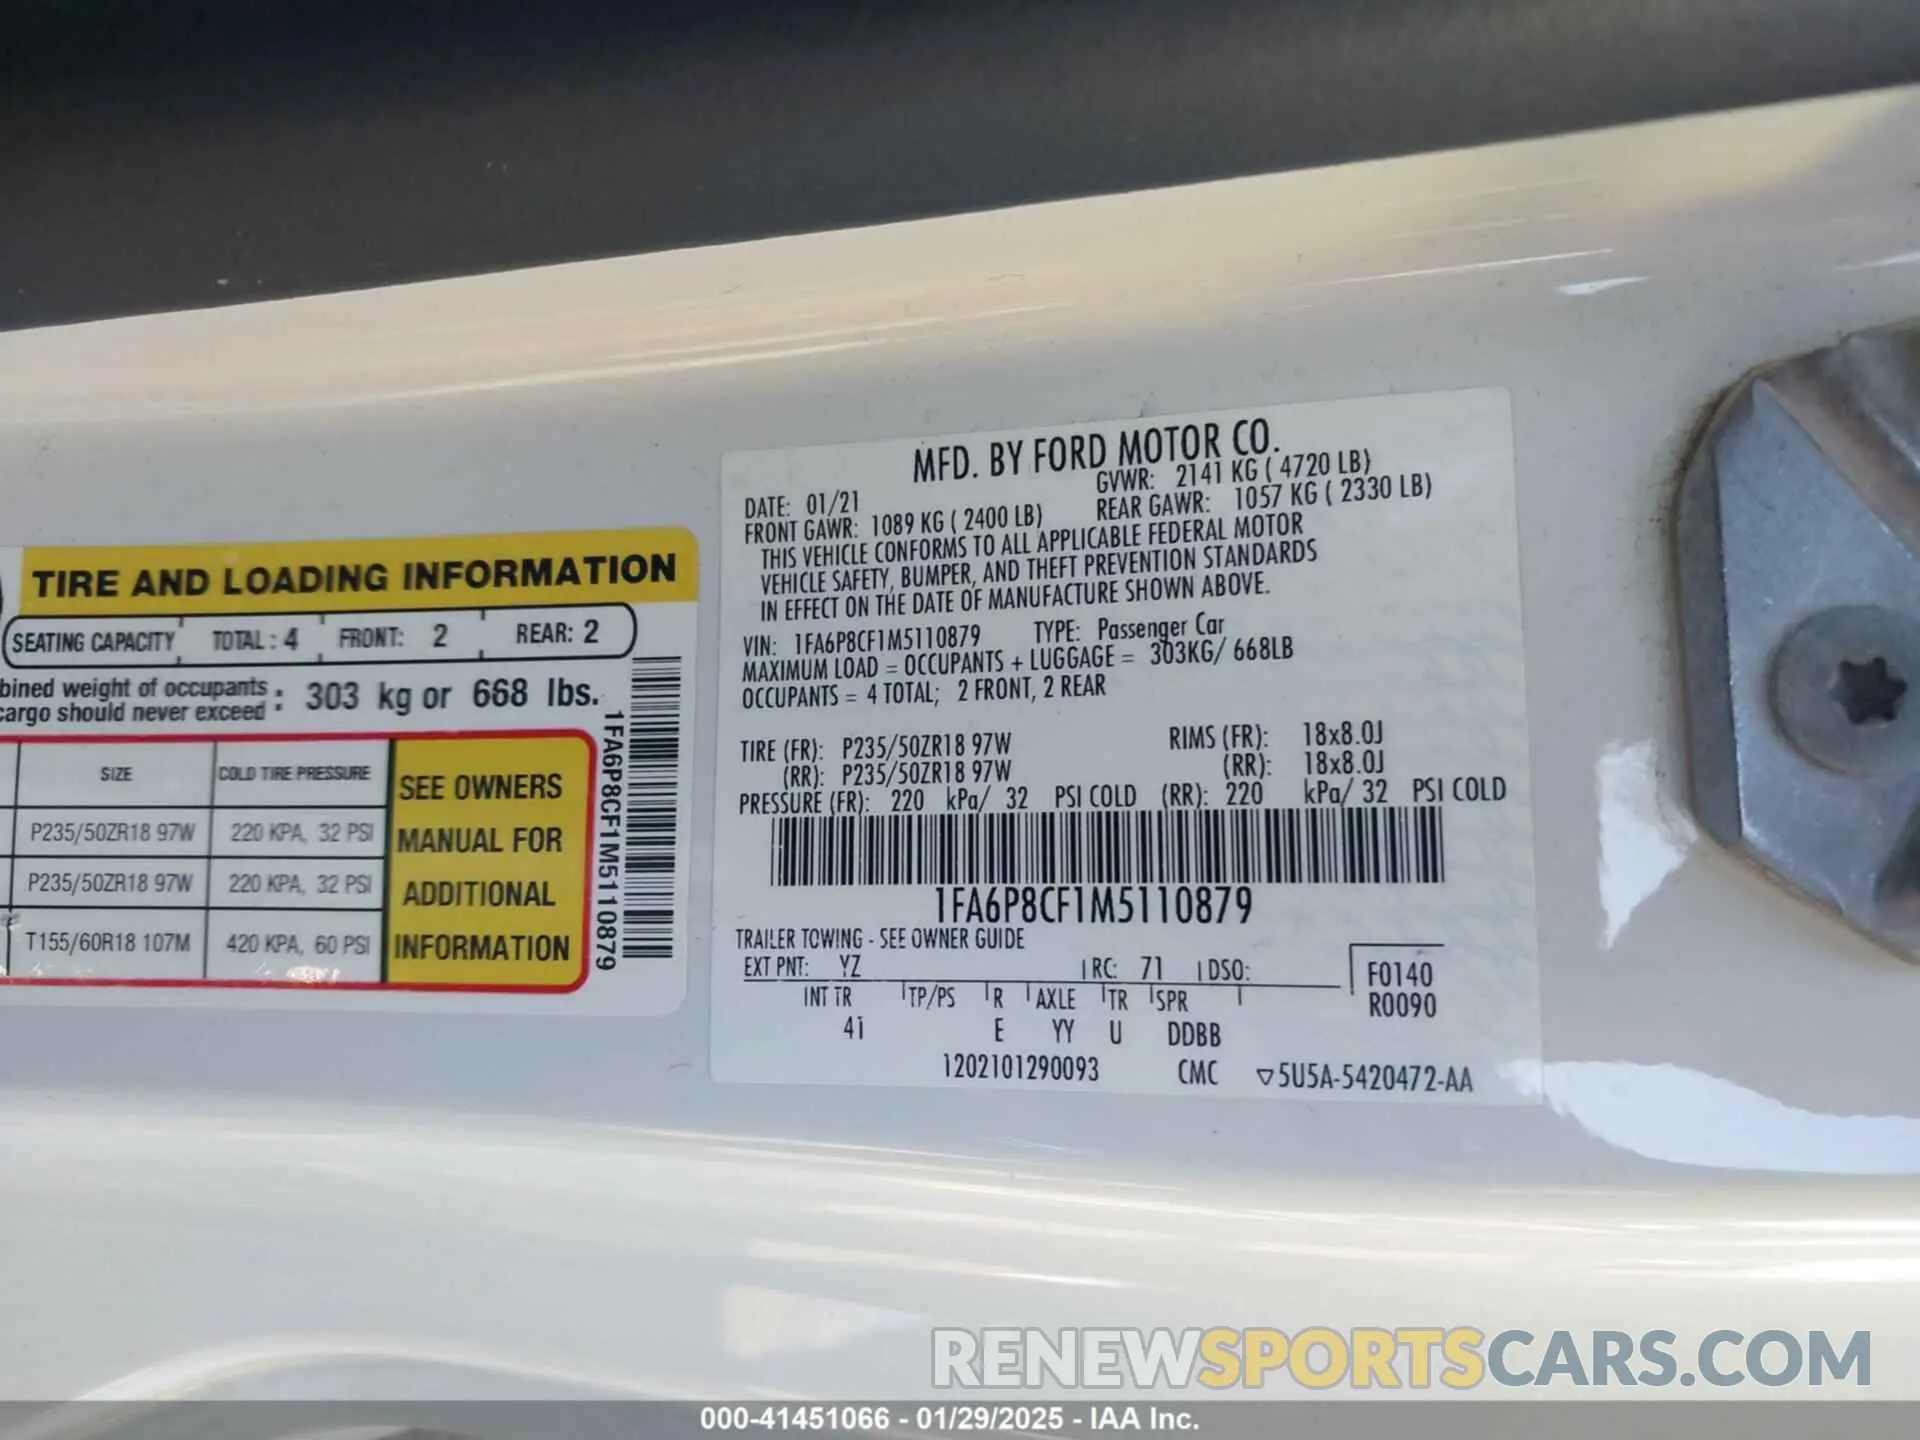 TIRE AND LOADING INFORMATION
SEATING CAPACITY TOTAL : 4 FRONT: 2 REAR: 2
bined weight of occupants
cargo should never exceed : 303 kg or 668 lbs.
SIZE COLD TIRE PRESSURE
P235/50ZR18 97W 220 KPA, 32 PSI
P235/50ZR18 97W 220 KPA, 32 PSI
T155/60R18 107M 420 KPA, 60 PSI
SEE OWNERS
MANUAL FOR
ADDITIONAL
INFORMATION
1FA6P8CF1M5110879
MFD. BY FORD MOTOR CO.
DATE: 01/21 GVWR: 2141 KG ( 4720 LB)
FRONT GAWR: 1089 KG ( 2400 LB) REAR GAWR: 1057 KG ( 2330 LB)
THIS VEHICLE CONFORMS TO ALL APPLICABLE FEDERAL MOTOR
VEHICLE SAFETY, BUMPER, AND THEFT PREVENTION STANDARDS
IN EFFECT ON THE DATE OF MANUFACTURE SHOWN ABOVE.
VIN: 1FA6P8CF1M5110879 TYPE: Passenger Car
MAXIMUM LOAD = OCCUPANTS + LUGGAGE = 303KG/ 668LB
OCCUPANTS = 4 TOTAL; 2 FRONT, 2 REAR
TIRE (FR): P235/50ZR18 97W RIMS (FR): 18x8.0J
(RR): P235/50ZR18 97W (RR): 18x8.0J
PRESSURE (FR): 220 kPa/ 32 PSI COLD (RR): 220 kPa/ 32 PSI COLD
1FA6P8CF1M5110879
TRAILER TOWING - SEE OWNER GUIDE
EXT PNT: YZ RC: 71 DSO: F0140
INT TR TP/PS R AXLE TR SPR R0090
4i E YY U DDBB
1202101290093 CMC ▽5U5A-5420472-AA
RENEWSPORTSCARS.COM
000-41451066 - 01/29/2025 - IAA Inc.